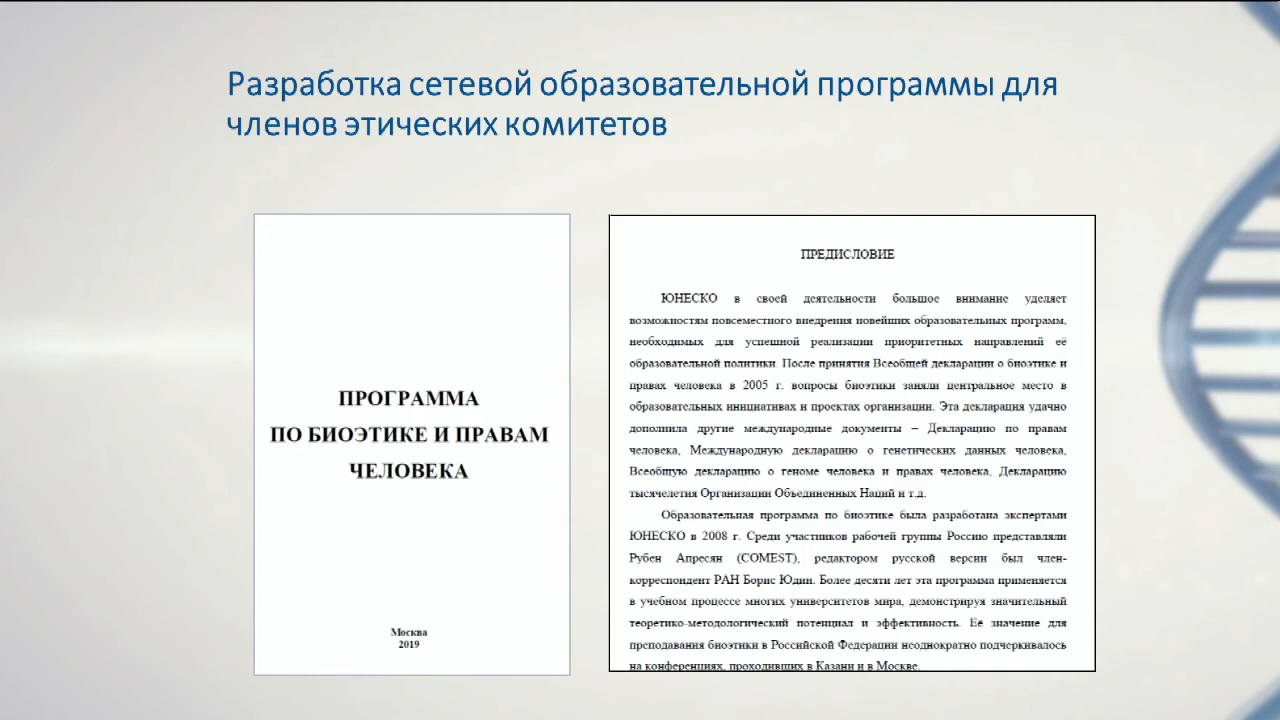 Разработка сетевой образовательной программы для
членов этических комитетов
ПРОГРАММА
ПО БИОЭТИКЕ И ПРАВАМ
ЧЕЛОВЕКА
Москва
2019
ПРЕДИСЛОВИЕ
ЮНЕСКО в своей деятельности большое внимание уделяет
возможностям повсеместного внедрения новейших образовательных программ,
необходимых для успешной реализации приоритетных направлений её
образовательной политики. После принятия Всеобщей декларации о биоэтике и
правах человека в 2005 г. вопросы биоэтики заняли центральное место в
образовательных инициативах и проектах организации. Эта декларация удачно
дополнила другие международные документы – Декларацию по правам
человека, Международную декларацию о генетических данных человека,
Всеобщую декларацию о геноме человека и правах человека, Декларацию
тысячелетия Организации Объединенных Наций и т.д.
Образовательная программа по биоэтике была разработана экспертами
ЮНЕСКО в 2008 г. Среди участников рабочей группы Россию представляли
Рубен Апресян (COMEST), редактором русской версии был член-
корреспондент РАН Борис Юдин. Более десяти лет эта программа применяется
в учебном процессе многих университетов мира, демонстрируя значительный
теоретико-методологический потенциал и эффективность. Её значение для
преподавания биоэтики в Российской Федерации неоднократно подчеркивалось
на конференциях, проходивших в Казани и в Москве.